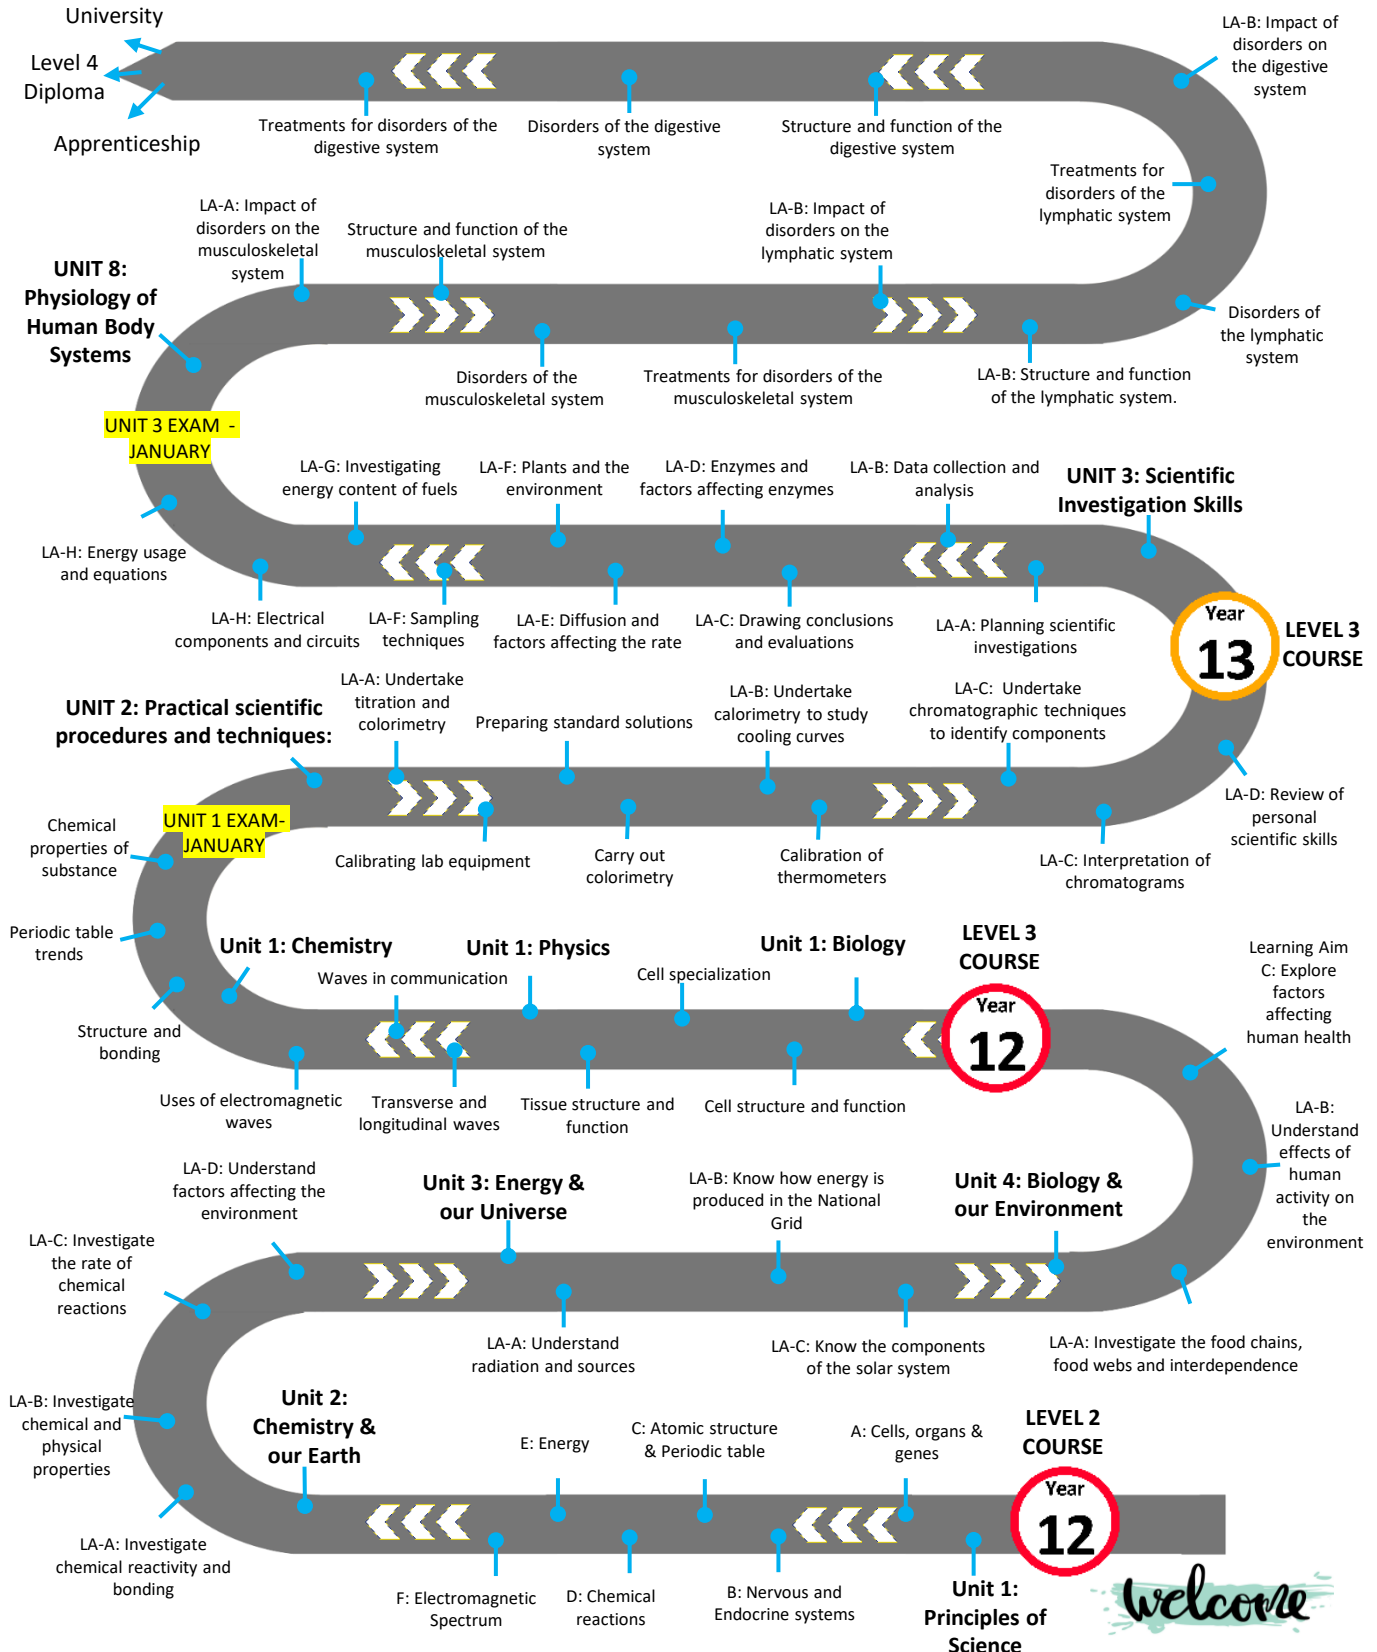 University
Level 4
Diploma
Apprenticeship
Treatments for disorders of the
digestive system
Disorders of the digestive
system
Structure and function of the
digestive system
LA-B: Impact of
disorders on
the digestive
system
Treatments for
disorders of the
lymphatic system
LA-A: Impact of
disorders on the
musculoskeletal
system
Structure and function of the
musculoskeletal system
LA-B: Impact of
disorders on the
lymphatic system
UNIT 8:
Physiology of
Human Body
Systems
Disorders of
the lymphatic
system
Disorders of the
musculoskeletal system
Treatments for disorders of the
musculoskeletal system
LA-B: Structure and function
of the lymphatic system.
UNIT 3 EXAM -
JANUARY
LA-G: Investigating
energy content of fuels
LA-F: Plants and the
environment
LA-D: Enzymes and
factors affecting enzymes
LA-B: Data collection and
analysis
UNIT 3: Scientific
Investigation Skills
LA-H: Energy usage
and equations
LA-H: Electrical
components and circuits
LA-F: Sampling
techniques
LA-E: Diffusion and
factors affecting the rate
LA-C: Drawing conclusions
and evaluations
LA-A: Planning scientific
investigations
Year
13
LEVEL 3
COURSE
UNIT 2: Practical scientific
procedures and techniques:
LA-A: Undertake
titration and
colorimetry
Preparing standard solutions
LA-B: Undertake
calorimetry to study
cooling curves
LA-C: Undertake
chromatographic techniques
to identify components
LA-D: Review of
personal
scientific skills
UNIT 1 EXAM-
JANUARY
Chemical
properties of
substance
Calibrating lab equipment
Carry out
colorimetry
Calibration of
thermometers
LA-C: Interpretation of
chromatograms
Periodic table
trends
Unit 1: Chemistry
Waves in communication
Unit 1: Physics
Cell specialization
Unit 1: Biology
LEVEL 3
COURSE
Year
12
Learning Aim
C: Explore
factors
affecting
human health
Structure and
bonding
Uses of electromagnetic
waves
Transverse and
longitudinal waves
Tissue structure and
function
Cell structure and function
LA-B:
Understand
effects of
human
activity on
the
environment
LA-D: Understand
factors affecting the
environment
Unit 3: Energy &
our Universe
LA-B: Know how energy is
produced in the National
Grid
Unit 4: Biology &
our Environment
LA-C: Investigate
the rate of
chemical
reactions
LA-A: Understand
radiation and sources
LA-C: Know the components
of the solar system
LA-A: Investigate the food chains,
food webs and interdependence
LA-B: Investigate
chemical and
physical
properties
Unit 2:
Chemistry &
our Earth
E: Energy
C: Atomic structure
& Periodic table
A: Cells, organs &
genes
LEVEL 2
COURSE
Year
12
LA-A: Investigate
chemical reactivity and
bonding
F: Electromagnetic
Spectrum
D: Chemical
reactions
B: Nervous and
Endocrine systems
Unit 1:
Principles of
Science
welcome